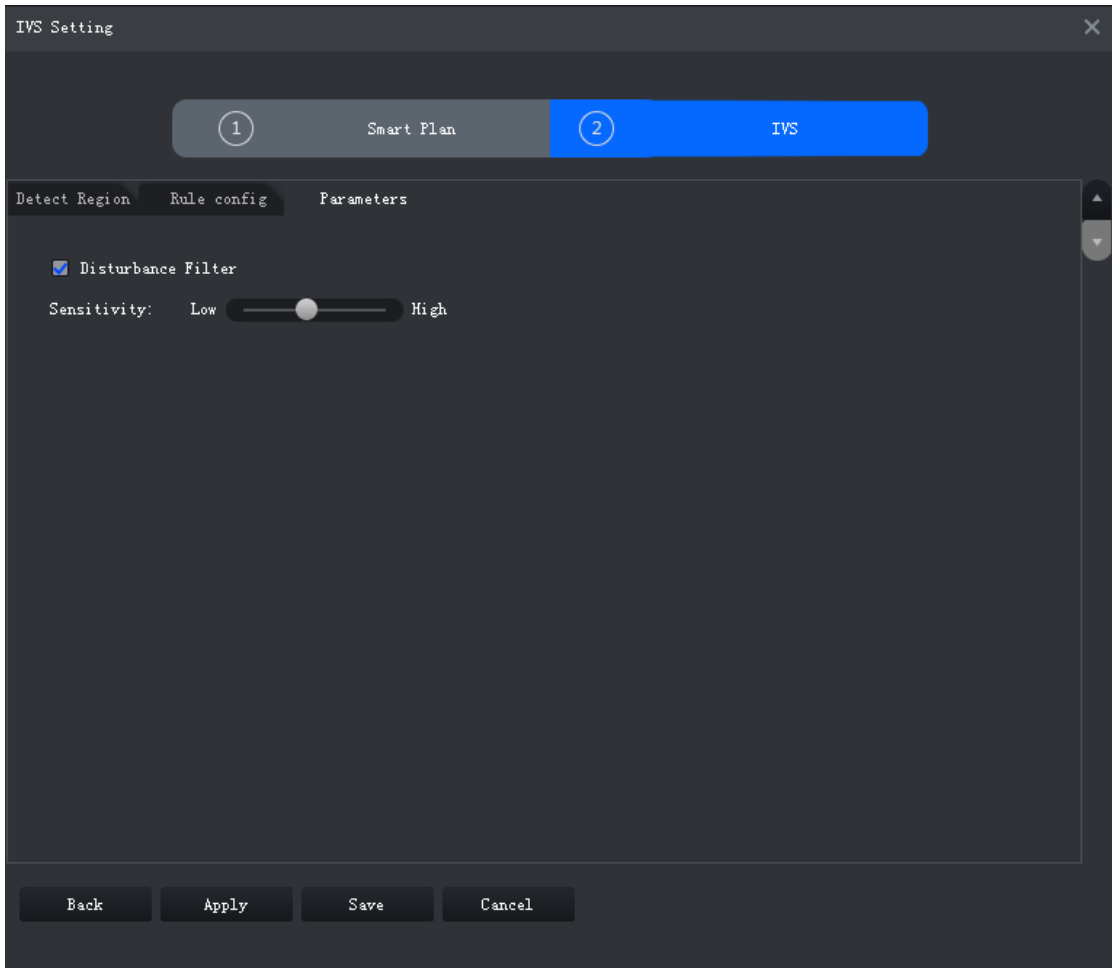 IVS Setting
1 Smart Plan 2 IVS
Detect Region Rule config Parameters
Disturbance Filter
Sensitivity: Low High
Back Apply Save Cancel